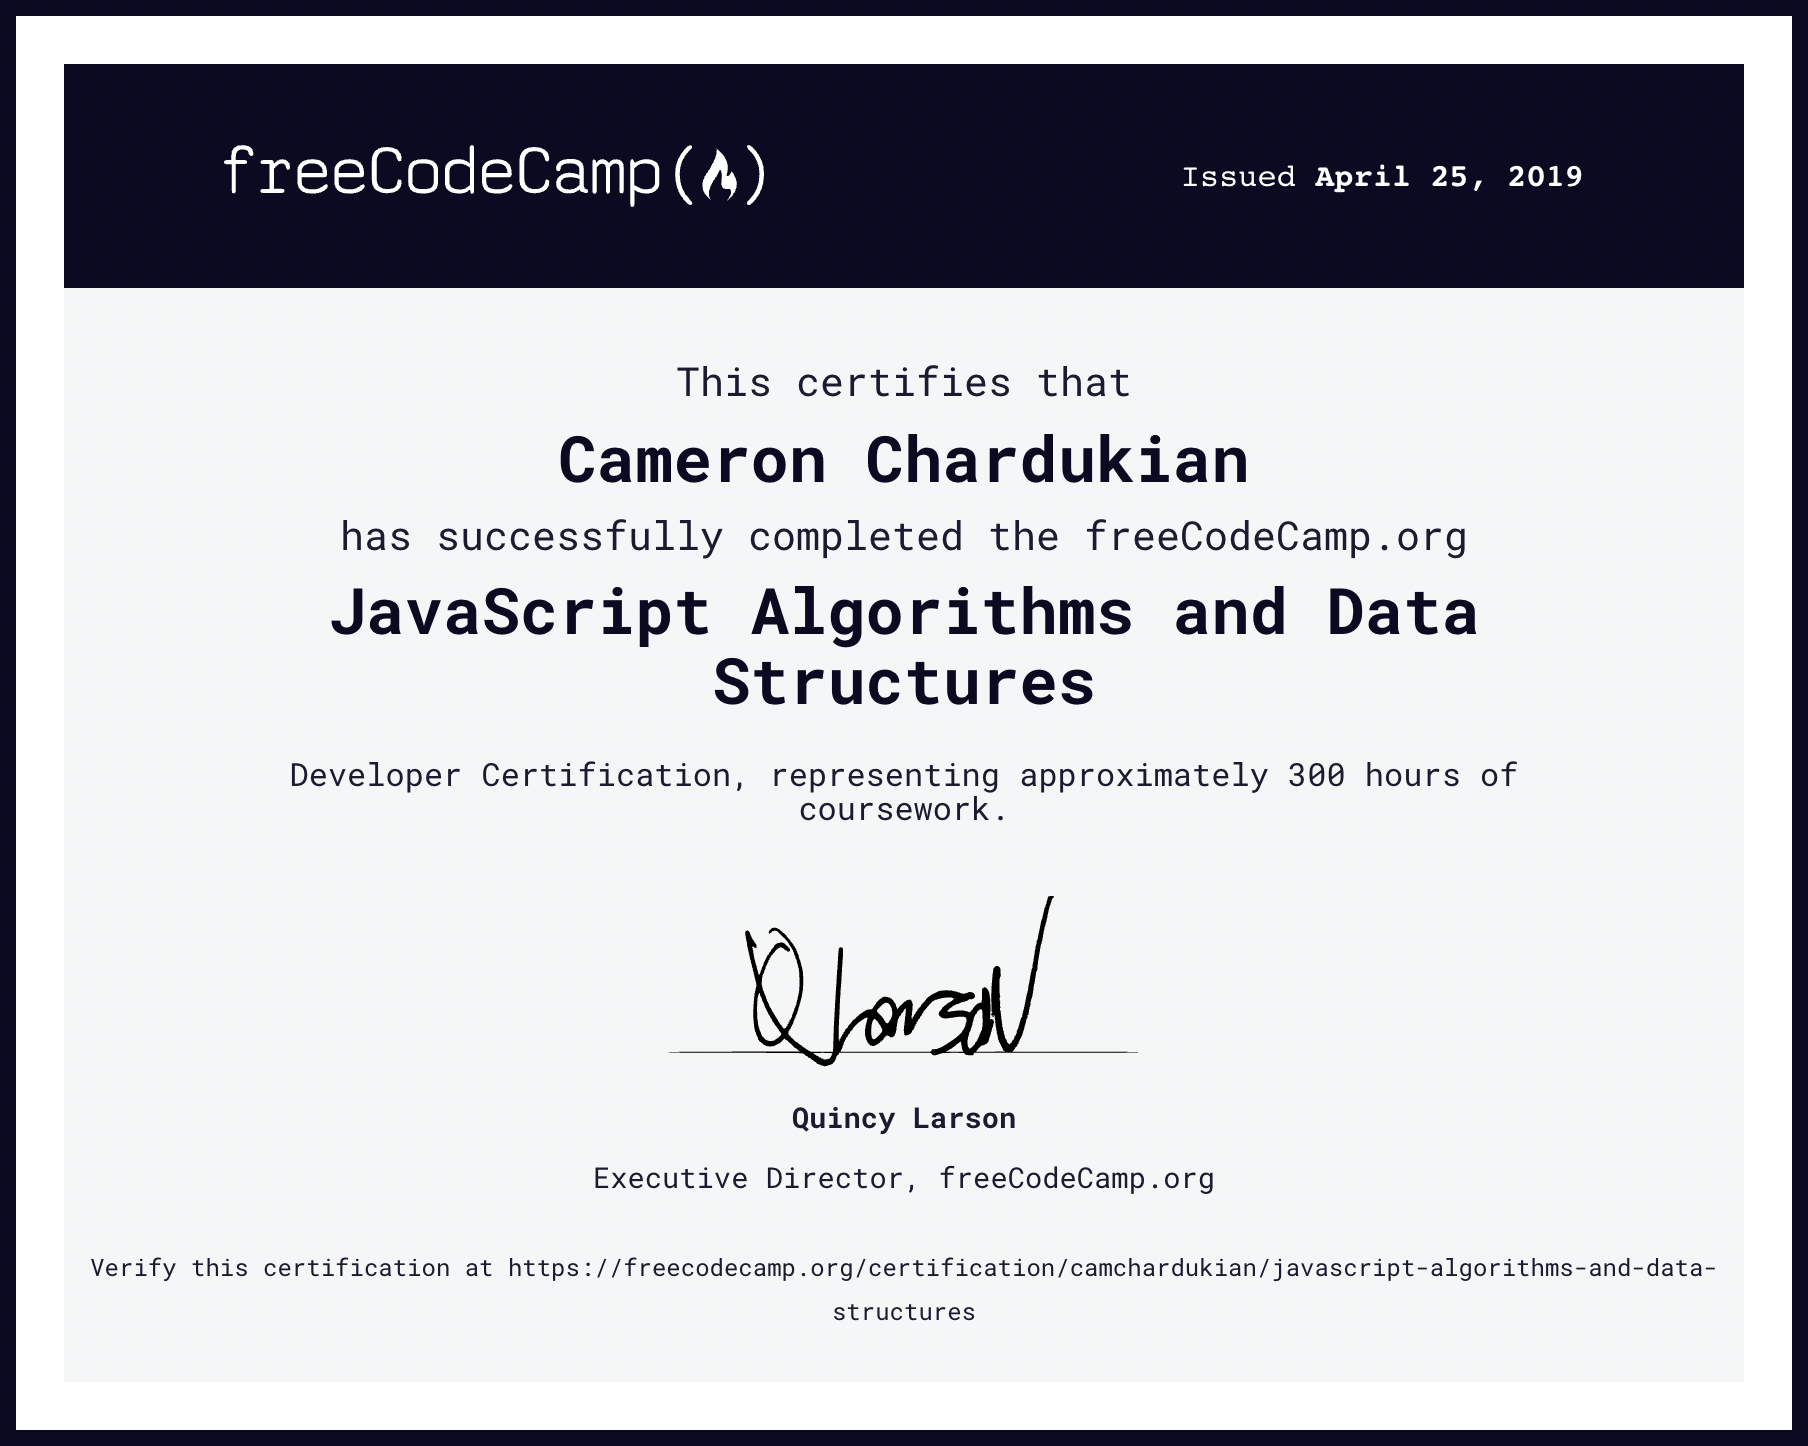 freeCodeCamp(🔥)
Issued April 25, 2019
This certifies that
Cameron Chardukian
has successfully completed the freeCodeCamp.org
JavaScript Algorithms and Data
Structures
Developer Certification, representing approximately 300 hours of
coursework.
Q Larson
Quincy Larson
Executive Director, freeCodeCamp.org
Verify this certification at https://freecodecamp.org/certification/camchardukian/javascript-algorithms-and-data-
structures